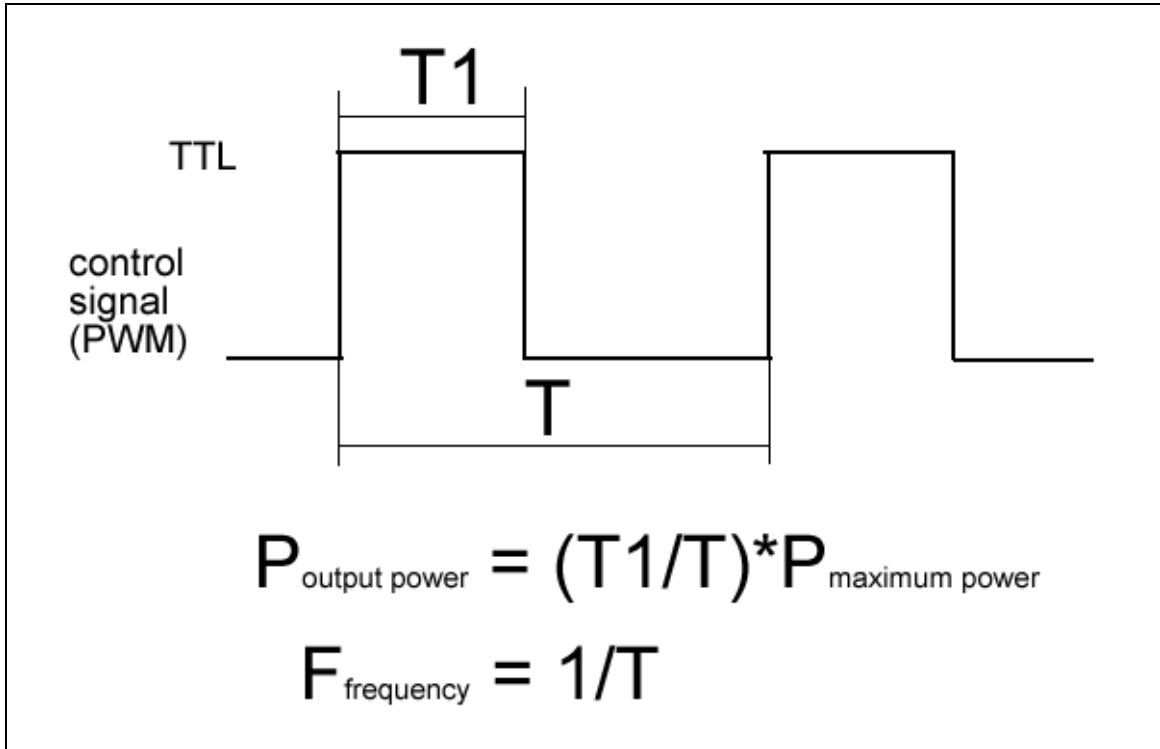 T1
TTL
control
signal
(PWM)
T
P output power = (T1/T)*P maximum power
F frequency = 1/T